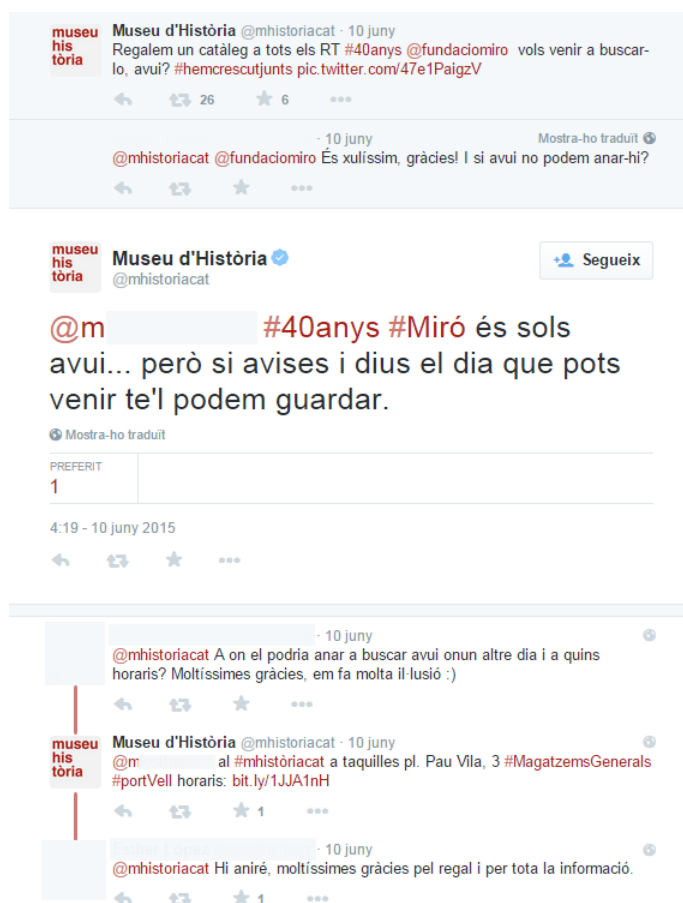 museu
his
tòria
Museu d'Història @mhistoriacat · 10 juny
Regalem un catàleg a tots els RT #40anys @fundaciomiro vols venir a buscar-
lo, avui? #hemcrescutjunts pic.twitter.com/47e1PaigzV
26 6
· 10 juny Mostra-ho traduït
@mhistoriacat @fundaciomiro És xulíssim, gràcies! I si avui no podem anar-hi?
museu
his
tòria
Museu d'Història
@mhistoriacat
Segueix
@m #40anys #Miró és sols
avui... però si avises i dius el dia que pots
venir te'l podem guardar.
Mostra-ho traduït
PREFERIT
1
4:19 - 10 juny 2015
· 10 juny
@mhistoriacat A on el podria anar a buscar avui onun altre dia i a quins
horaris? Moltíssimes gràcies, em fa molta il·lusió :)
museu
his
tòria
Museu d'Història @mhistoriacat · 10 juny
@m al #mhistòriacat a taquilles pl. Pau Vila, 3 #MagatzemsGenerals
#portVell horaris: bit.ly/1JJA1nH
1
· 10 juny
@mhistoriacat Hi aniré, moltíssimes gràcies pel regal i per tota la informació.
1